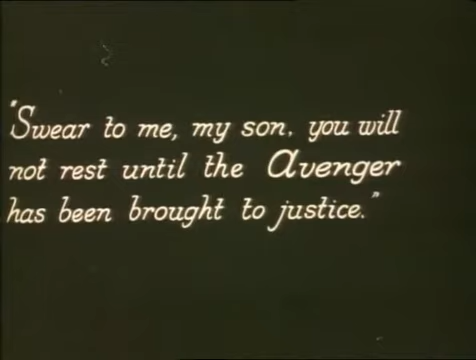 "Swear to me, my son, you will
not rest until the Avenger
has been brought to justice."